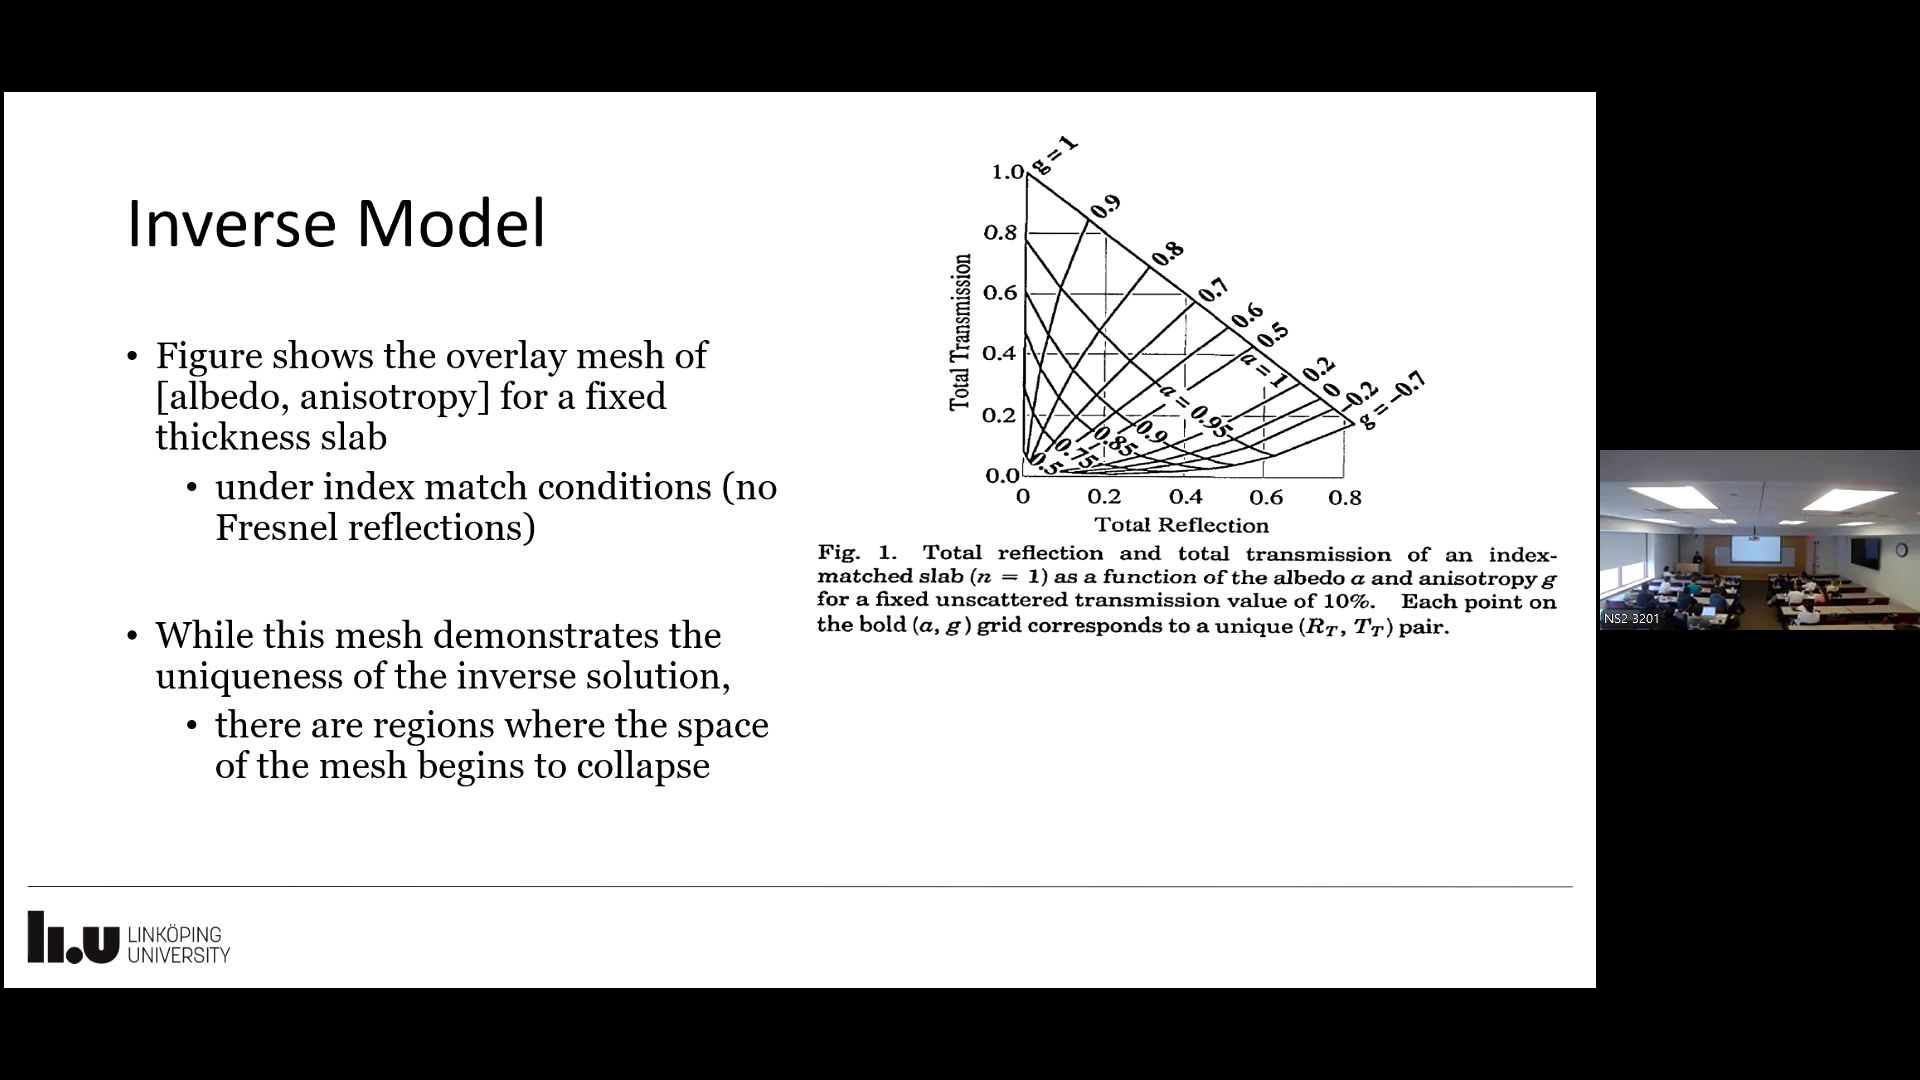 Inverse Model
• Figure shows the overlay mesh of
[albedo, anisotropy] for a fixed
thickness slab
• under index match conditions (no
Fresnel reflections)
• While this mesh demonstrates the
uniqueness of the inverse solution,
• there are regions where the space
of the mesh begins to collapse
g = 1
0.9
0.8
0.7
0.6
0.5
0.2
0
-0.2
g = -0.7
a = 1
a = 0.95
0.9
0.85
0.75
0.5
Total Transmission
1.0
0.8
0.6
0.4
0.2
0.0
0 0.2 0.4 0.6 0.8
Total Reflection
Fig. 1. Total reflection and total transmission of an index-
matched slab (n = 1) as a function of the albedo a and anisotropy g
for a fixed unscattered transmission value of 10%. Each point on
the bold (a, g) grid corresponds to a unique (RT, TT) pair.
li.u LINKÖPING
UNIVERSITY
NS2 3201